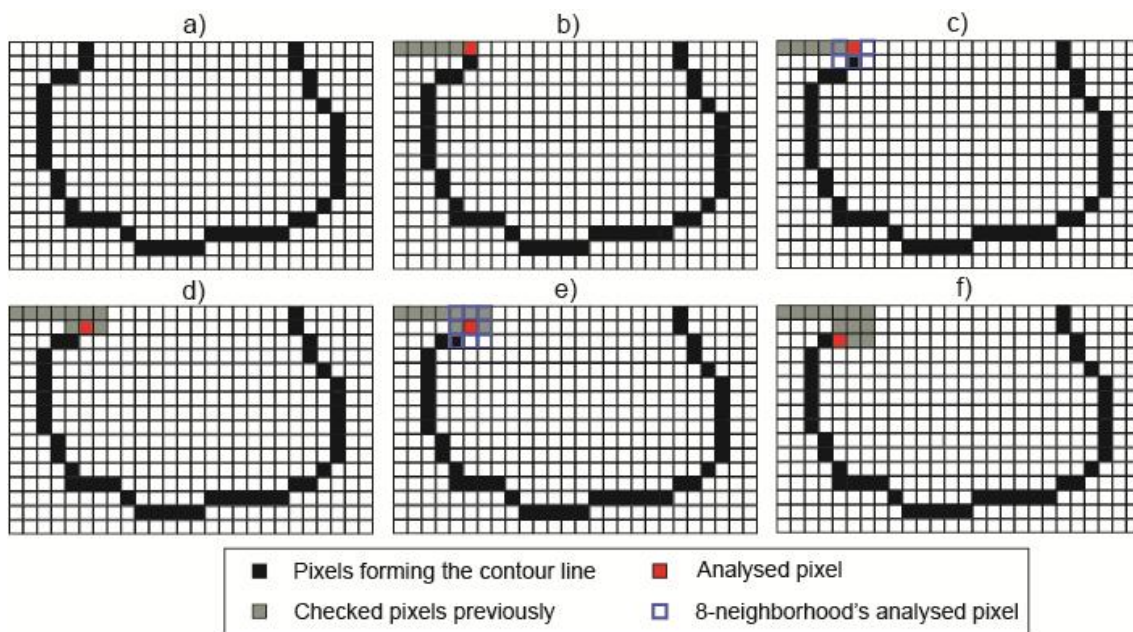 a)
b)
c)
d)
e)
f)
Pixels forming the contour line
Analysed pixel
Checked pixels previously
8-neighborhood's analysed pixel